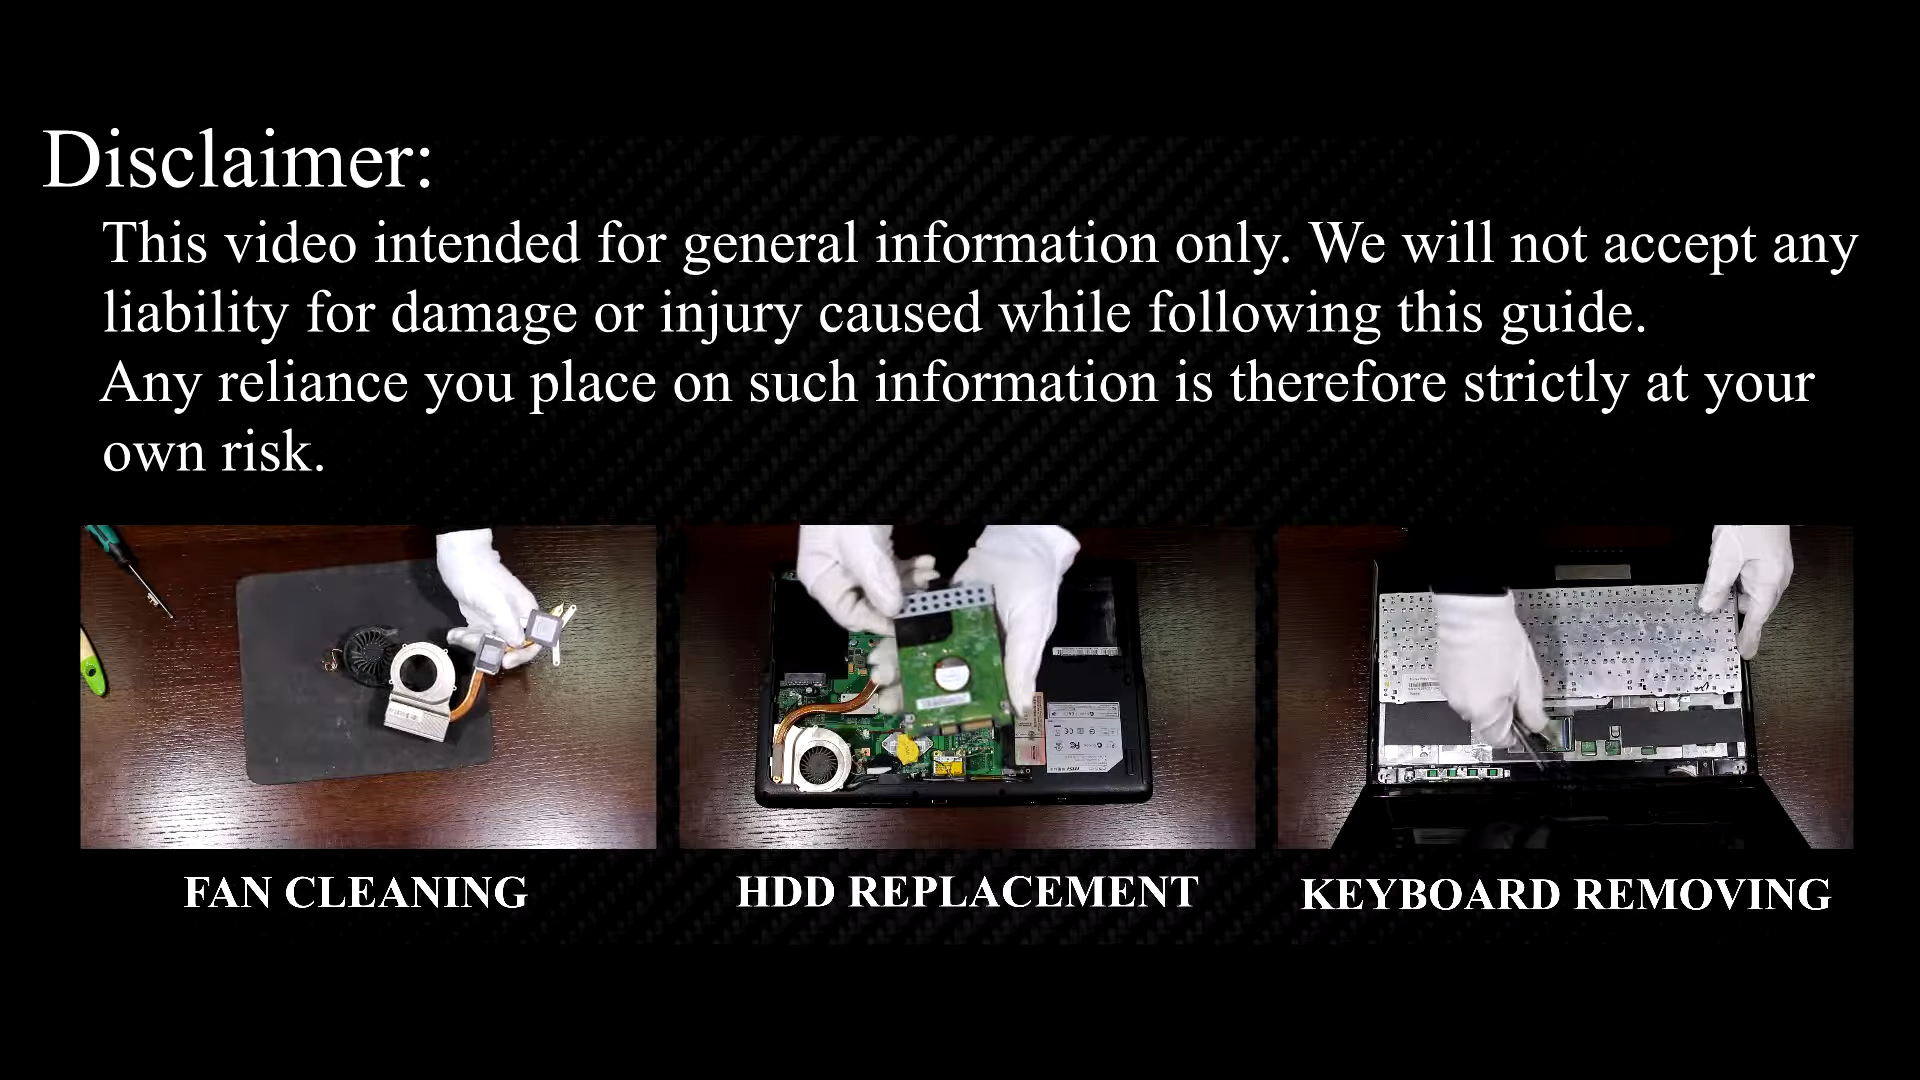 Disclaimer:
This video intended for general information only. We will not accept any
liability for damage or injury caused while following this guide.
Any reliance you place on such information is therefore strictly at your
own risk.
FAN CLEANING
HDD REPLACEMENT
KEYBOARD REMOVING